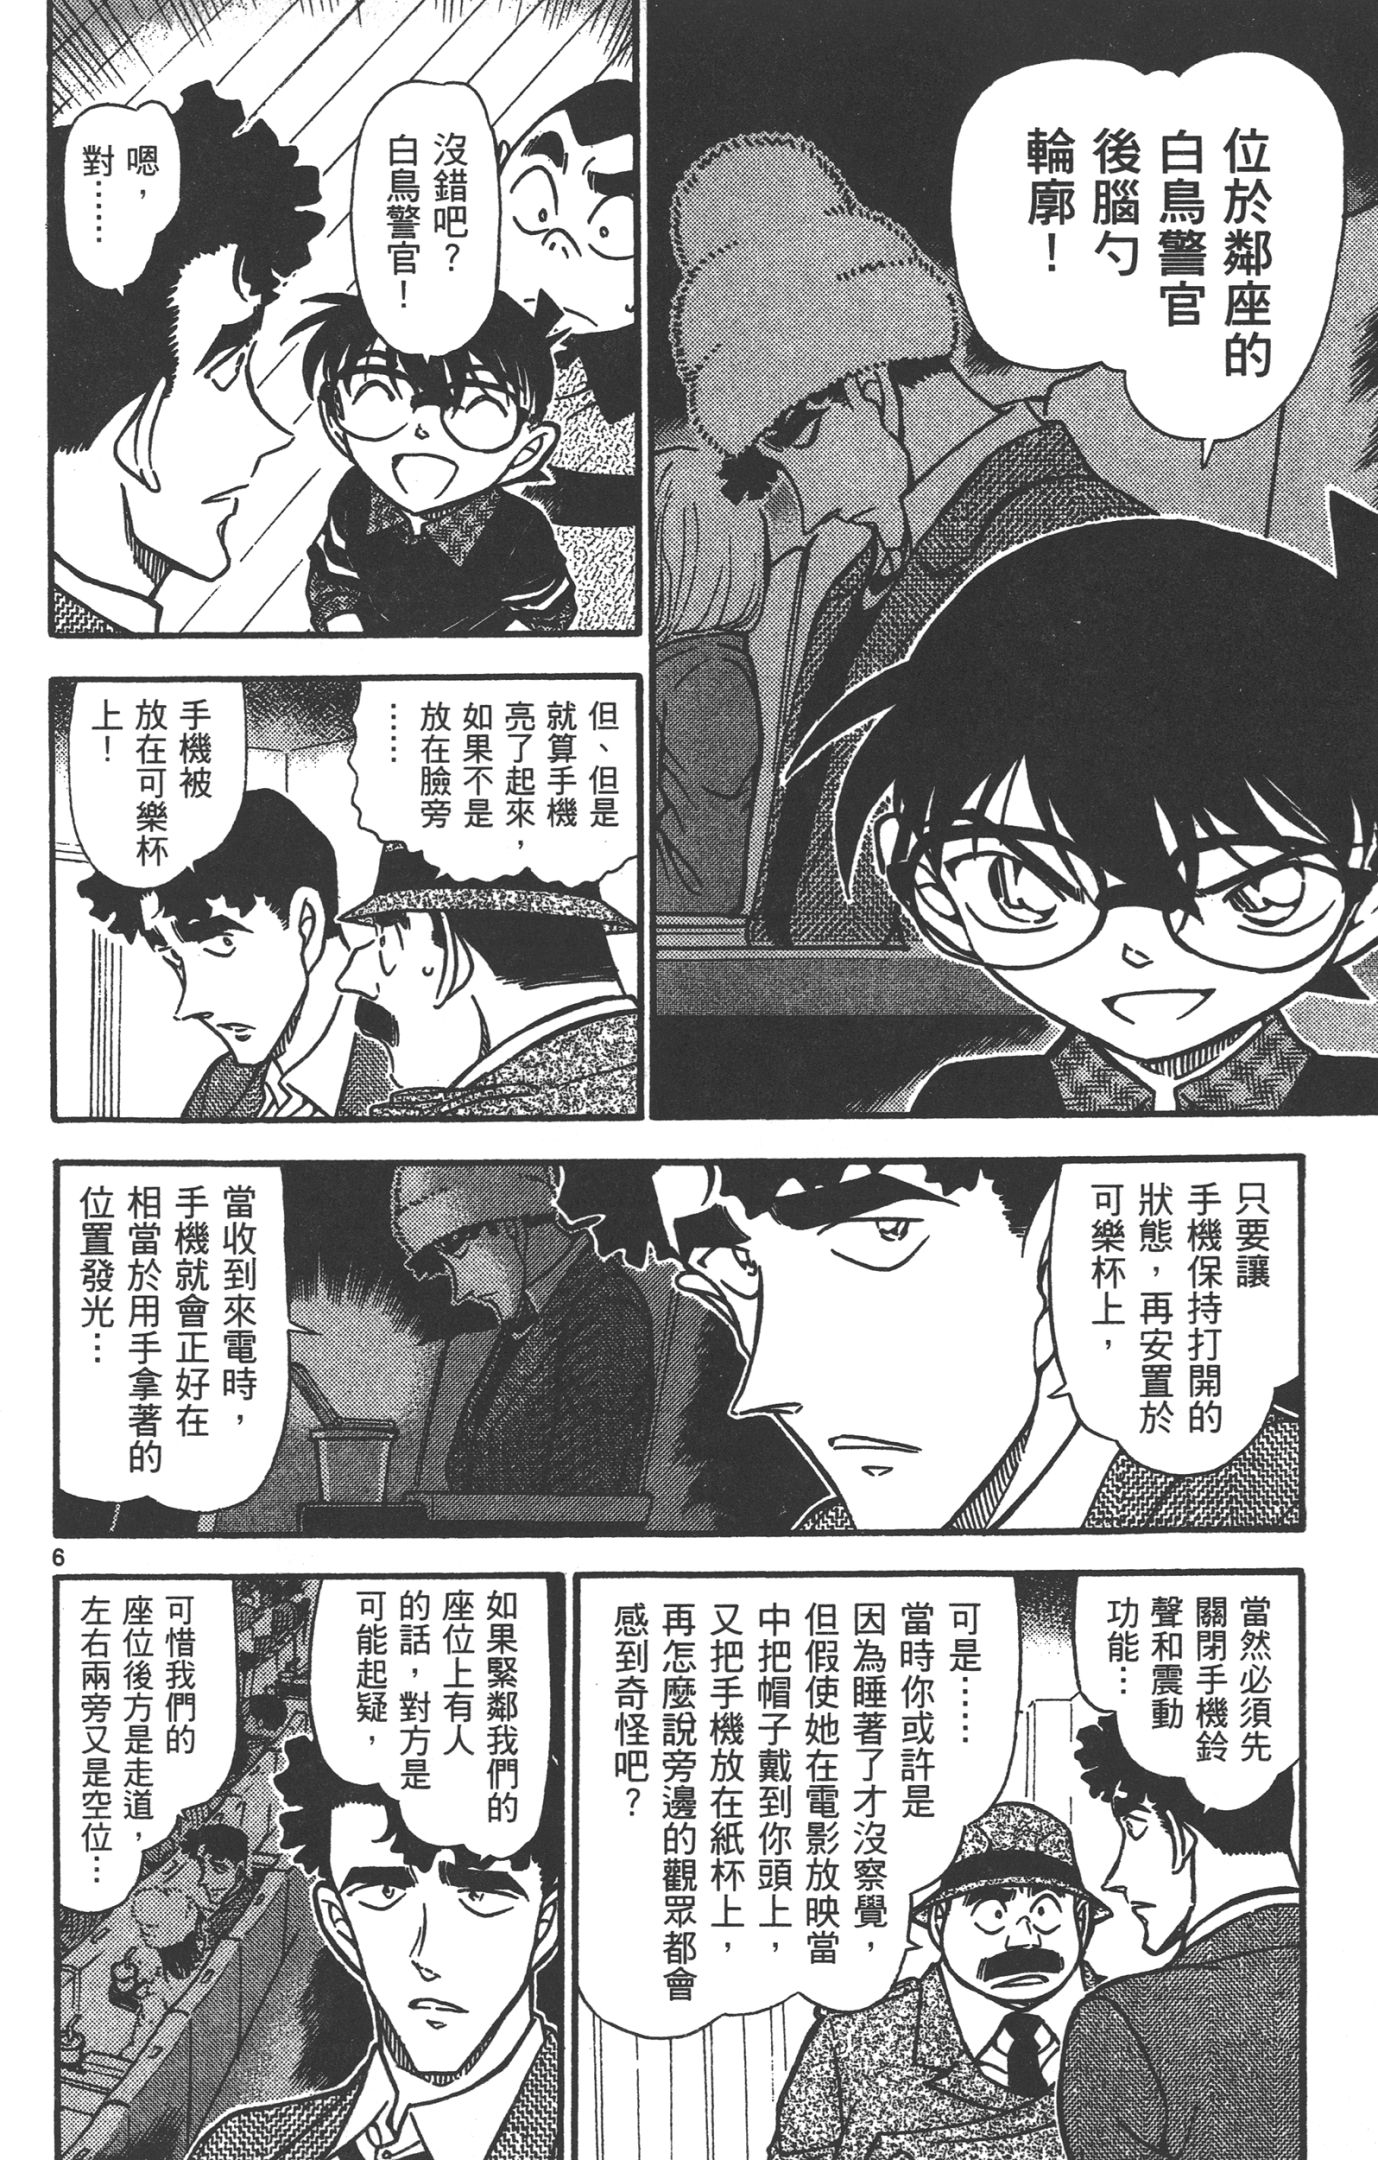 位於鄰座的
白鳥警官
後腦勺
輪廓！
沒錯吧？
白鳥警官！
嗯，
對……
但、但是
就算手機
亮了起來，
如果不是
放在臉旁
……
手機被
放在可樂杯
上！
只要讓
手機保持打開的
狀態，再安置於
可樂杯上，
當收到來電時，
手機就會正好在
相當於用手拿著的
位置發光…
6
當然必須先
關閉手機鈴
聲和震動
功能…
可是……
當時你或許是
因為睡著了才沒察覺，
但假使她在電影放映當
中把帽子戴到你頭上，
又把手機放在紙杯上，
再怎麼說旁邊的觀眾都會
感到奇怪吧？
如果緊鄰我們的
座位上有人
的話，對方是
可能起疑，
可惜我們的
座位後方是走道，
左右兩旁又是空位…